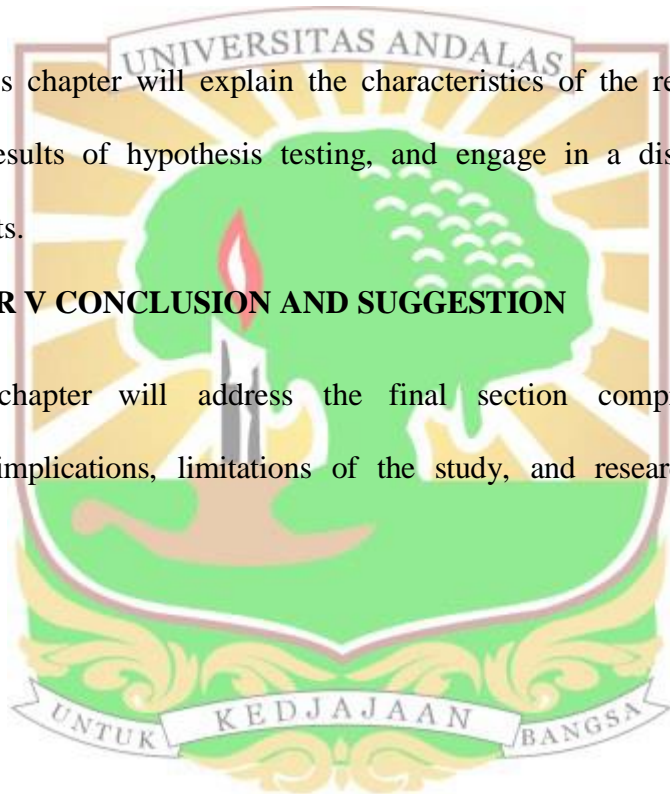 UNIVERSITAS ANDALAS
s chapter will explain the characteristics of the re
esults of hypothesis testing, and engage in a dis
ts.
R V CONCLUSION AND SUGGESTION
chapter will address the final section comp
implications, limitations of the study, and resear
UNTUK KEDJAJAAN BANGSA